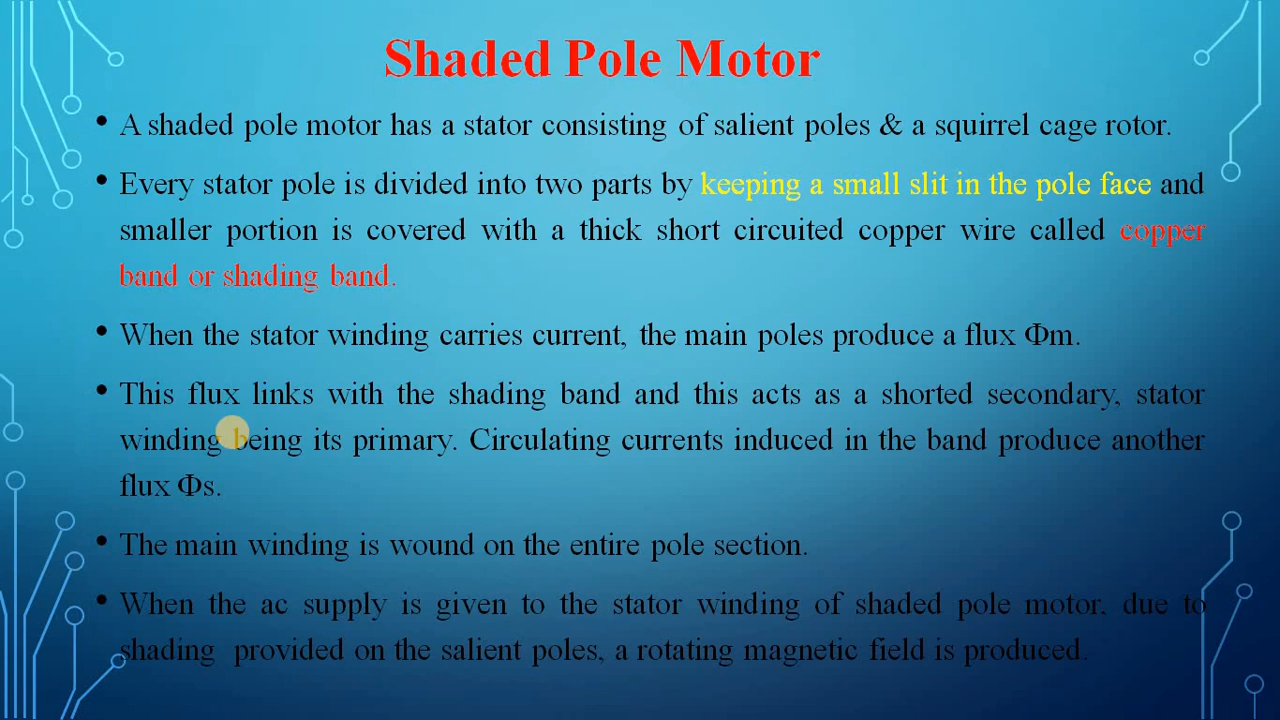 Shaded Pole Motor
• A shaded pole motor has a stator consisting of salient poles & a squirrel cage rotor.
• Every stator pole is divided into two parts by keeping a small slit in the pole face and
smaller portion is covered with a thick short circuited copper wire called copper
band or shading band.
• When the stator winding carries current, the main poles produce a flux Φm.
• This flux links with the shading band and this acts as a shorted secondary, stator
winding being its primary. Circulating currents induced in the band produce another
flux Φs.
• The main winding is wound on the entire pole section.
• When the ac supply is given to the stator winding of shaded pole motor, due to
shading provided on the salient poles, a rotating magnetic field is produced.